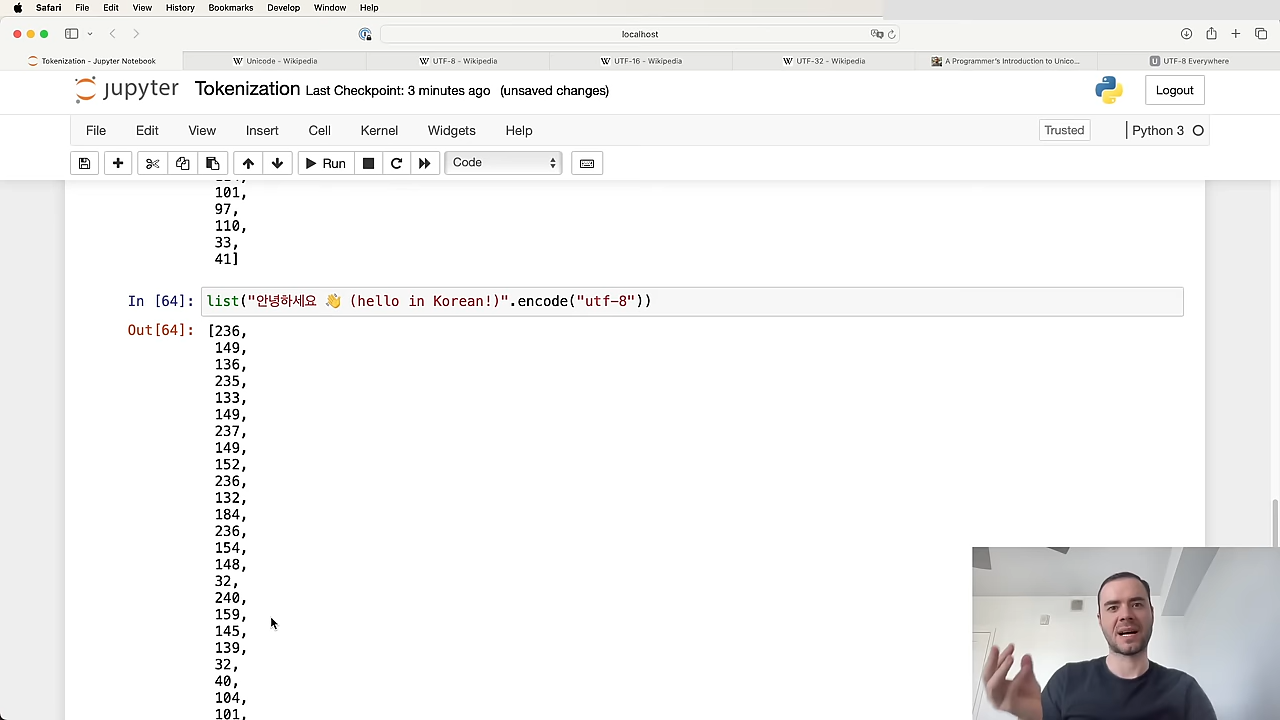 Safari File Edit View History Bookmarks Develop Window Help
localhost
Tokenization - Jupyter Notebook
Unicode - Wikipedia
UTF-8 - Wikipedia
UTF-16 - Wikipedia
UTF-32 - Wikipedia
A Programmer's Introduction to Unico...
UTF-8 Everywhere
jupyter Tokenization Last Checkpoint: 3 minutes ago (unsaved changes)
Logout
File Edit View Insert Cell Kernel Widgets Help
Trusted
Python 3
Run
Code
101,
97,
110,
33,
41]
In [64]: list("안녕하세요 👋 (hello in Korean!)".encode("utf-8"))
Out[64]: [236,
149,
136,
235,
133,
149,
237,
149,
152,
236,
132,
184,
236,
154,
148,
32,
240,
159,
145,
139,
32,
40,
104,
101,